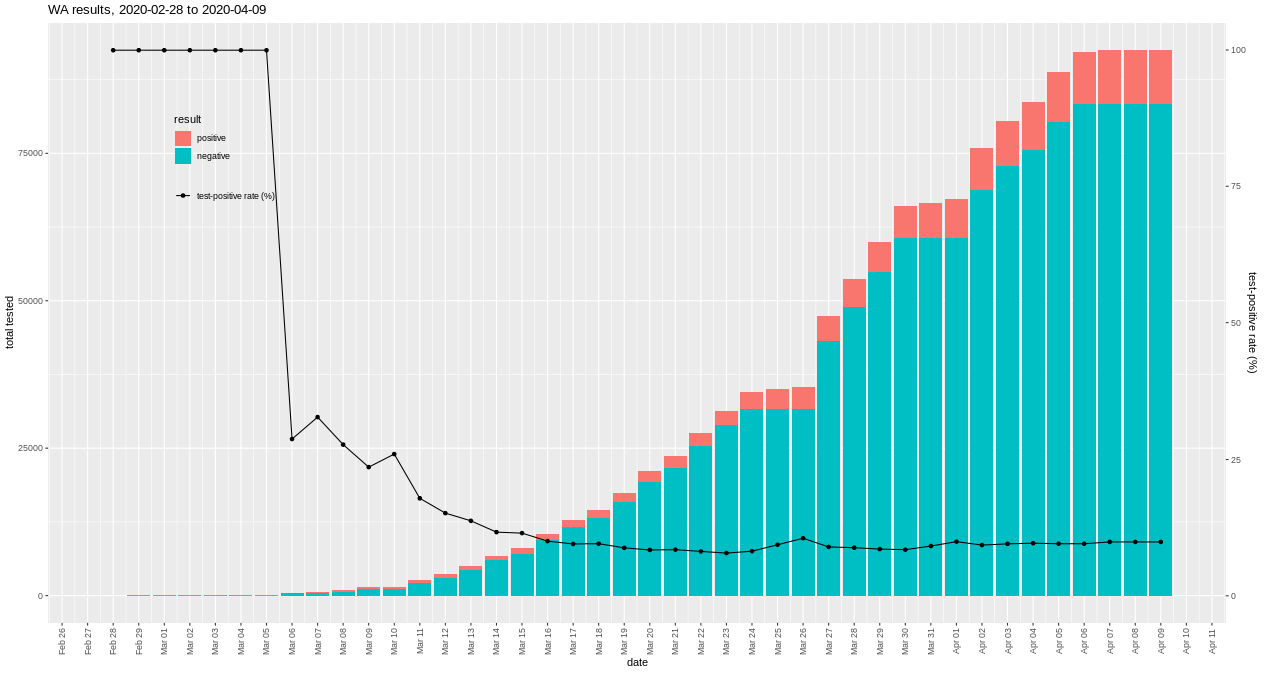 WA results, 2020-02-28 to 2020-04-09
result
positive
negative
test-positive rate (%)
total tested
75000
50000
25000
0
100
75
50
25
0
test-positive rate (%)
Feb 26
Feb 27
Feb 28
Feb 29
Mar 01
Mar 02
Mar 03
Mar 04
Mar 05
Mar 06
Mar 07
Mar 08
Mar 09
Mar 10
Mar 11
Mar 12
Mar 13
Mar 14
Mar 15
Mar 16
Mar 17
Mar 18
Mar 19
Mar 20
Mar 21
Mar 22
Mar 23
Mar 24
Mar 25
Mar 26
Mar 27
Mar 28
Mar 29
Mar 30
Mar 31
Apr 01
Apr 02
Apr 03
Apr 04
Apr 05
Apr 06
Apr 07
Apr 08
Apr 09
Apr 10
Apr 11
date